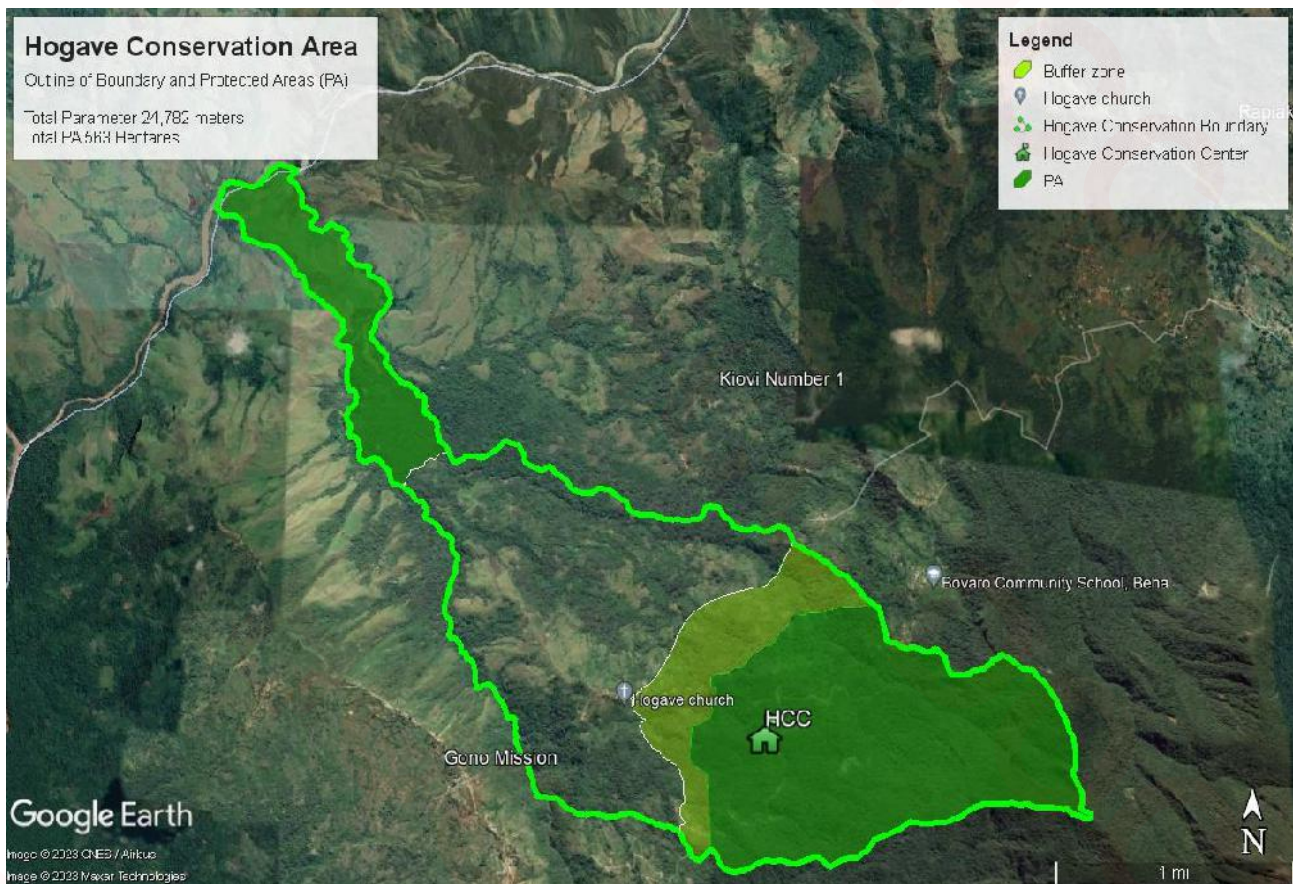 Hogave Conservation Area
Outline of Boundary and Protected Areas (PA)
Total Parameter 24,782 meters
Total PA 563 Hectares
Legend
Buffer zone
Hogave church
Hogave Conservation Boundary
Hogave Conservation Center
PA
Kiovi Number 1
Bovaro Community School, Bena
Hogave church
HCC
Gono Mission
Google Earth
Image © 2023 CNES / Airbus
Image © 2023 Maxar Technologies
N
1 mi